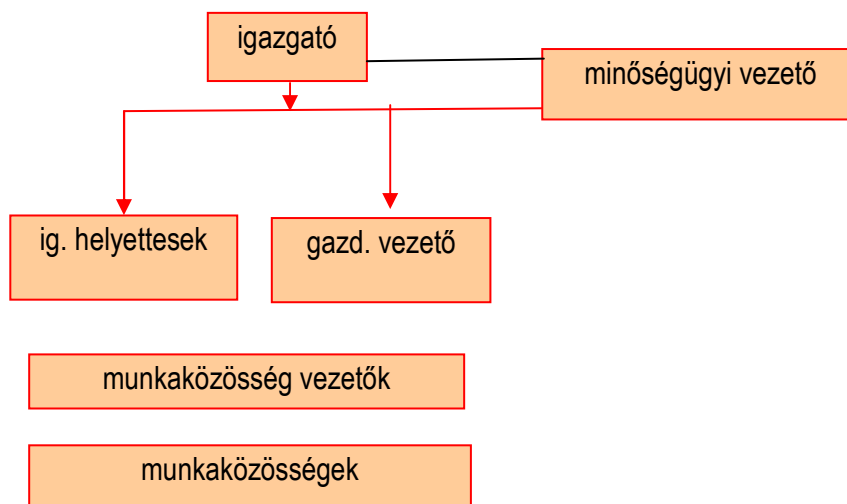 igazgató
minőségügyi vezető
ig. helyettesek
gazd. vezető
munkaközösség vezetők
munkaközösségek